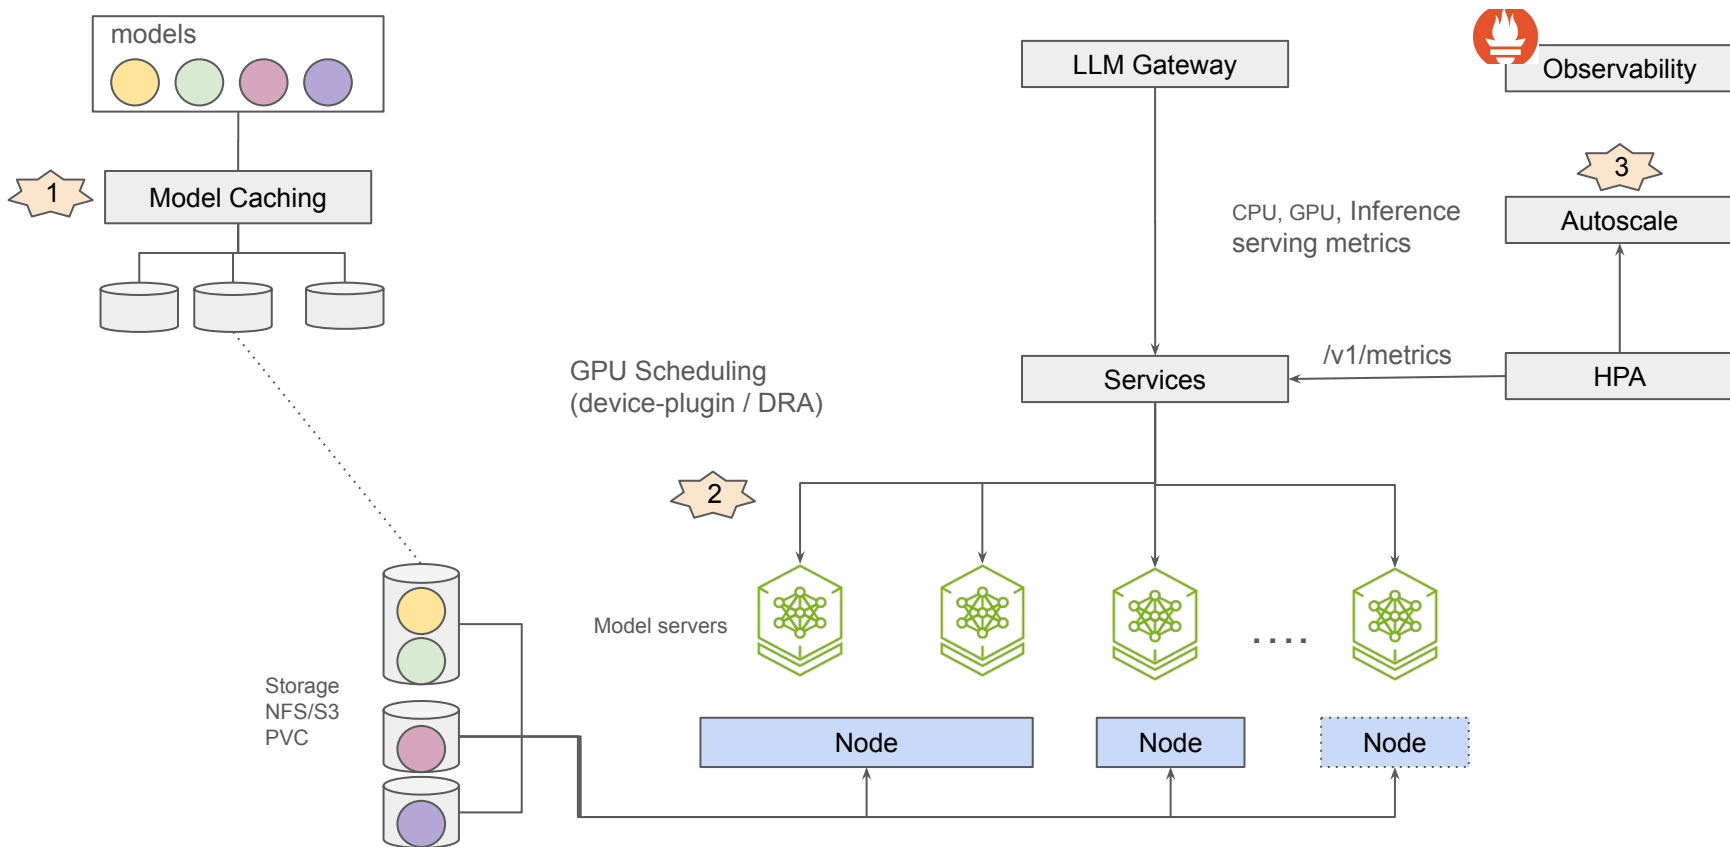 models
LLM Gateway
Observability
1
Model Caching
3
CPU, GPU, Inference
serving metrics
Autoscale
GPU Scheduling
(device-plugin / DRA)
Services
/v1/metrics
HPA
2
Model servers
....
Storage
NFS/S3
PVC
Node
Node
Node